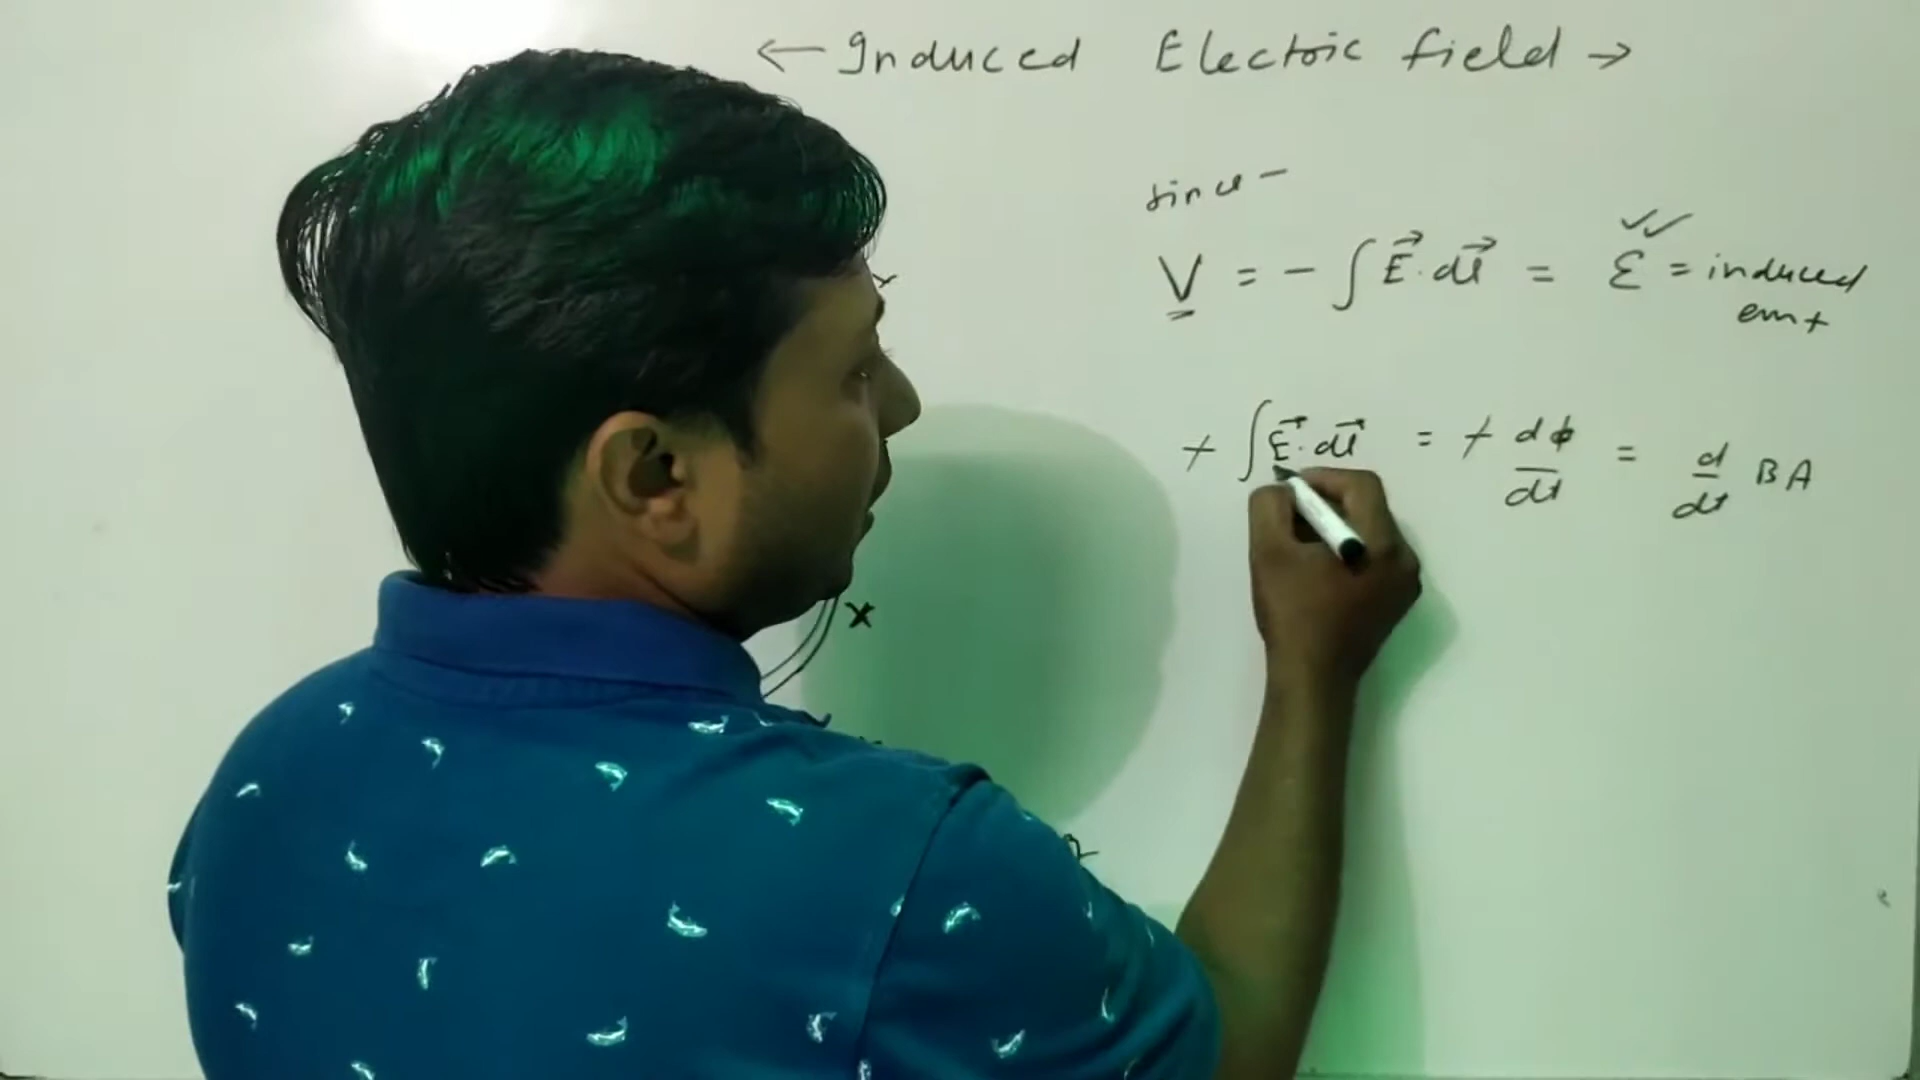 ← Induced Electric field →
since -
V = - ∫ E⃗ . dl⃗ = ε = induced
emf
∫ E⃗ . dl⃗ = dϕ/dt = d/dt BA
x